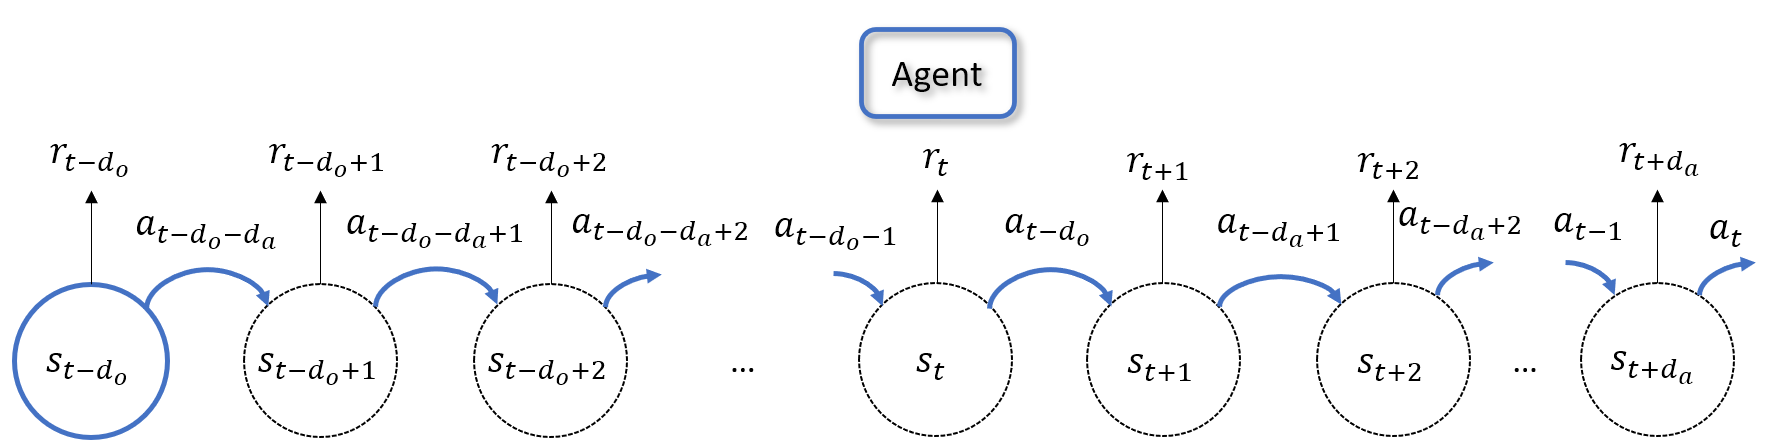 Agent
r_{t-d_o} r_{t-d_o+1} r_{t-d_o+2} r_t r_{t+1} r_{t+2} r_{t+d_a}
a_{t-d_o-d_a} a_{t-d_o-d_a+1} a_{t-d_o-d_a+2} a_{t-d_o-1} a_{t-d_o} a_{t-d_a+1} a_{t-d_a+2} a_{t-1} a_t
s_{t-d_o} s_{t-d_o+1} s_{t-d_o+2} ... s_t s_{t+1} s_{t+2} ... s_{t+d_a}